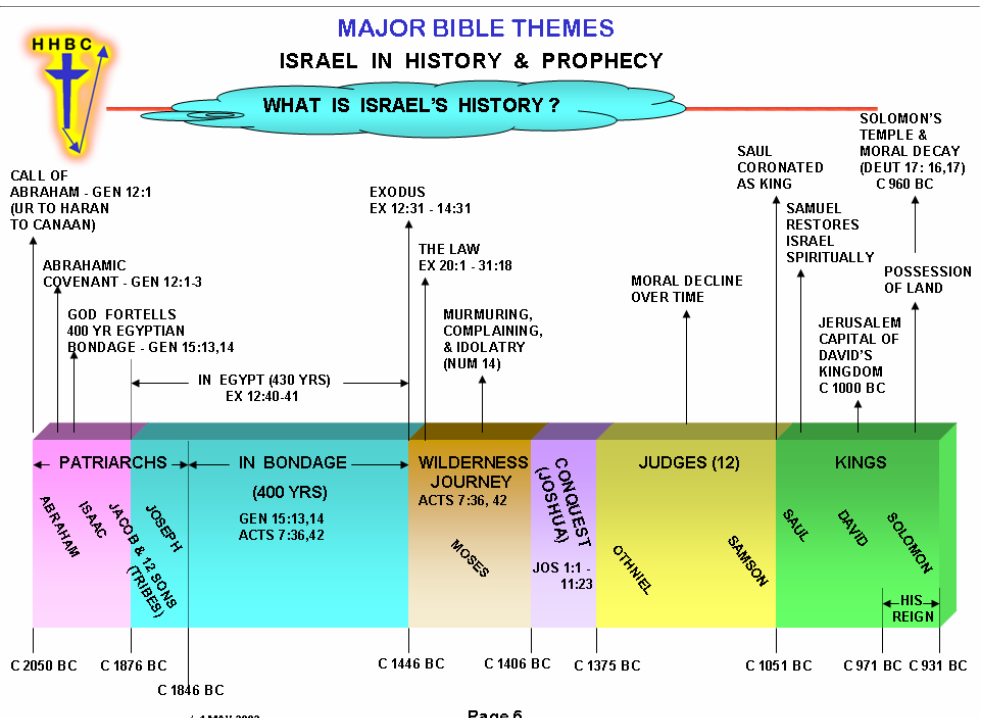 MAJOR BIBLE THEMES
HHBC
ISRAEL IN HISTORY & PROPHECY
WHAT IS ISRAEL'S HISTORY ?
CALL OF
ABRAHAM - GEN 12:1
(UR TO HARAN
TO CANAAN)
ABRAHAMIC
COVENANT - GEN 12:1-3
GOD FORTELLS
400 YR EGYPTIAN
BONDAGE - GEN 15:13,14
IN EGYPT (430 YRS)
EX 12:40-41
EXODUS
EX 12:31 - 14:31
THE LAW
EX 20:1 - 31:18
MURMURING,
COMPLAINING,
& IDOLATRY
(NUM 14)
MORAL DECLINE
OVER TIME
SAUL
CORONATED
AS KING
SAMUEL
RESTORES
ISRAEL
SPIRITUALLY
JERUSALEM
CAPITAL OF
DAVID'S
KINGDOM
C 1000 BC
SOLOMON'S
TEMPLE &
MORAL DECAY
(DEUT 17: 16,17)
C 960 BC
POSSESSION
OF LAND
PATRIARCHS
ABRAHAM
ISAAC
JACOB & 12 SONS
(TRIBES)
JOSEPH
IN BONDAGE
(400 YRS)
GEN 15:13,14
ACTS 7:36,42
WILDERNESS
JOURNEY
ACTS 7:36, 42
MOSES
CONQUEST
(JOSHUA)
JOS 1:1 -
11:23
JUDGES (12)
OTHNIEL
SAMSON
KINGS
SAUL
DAVID
SOLOMON
HIS
REIGN
C 2050 BC
C 1876 BC
C 1846 BC
C 1446 BC
C 1406 BC
C 1375 BC
C 1051 BC
C 971 BC
C 931 BC
Page 6